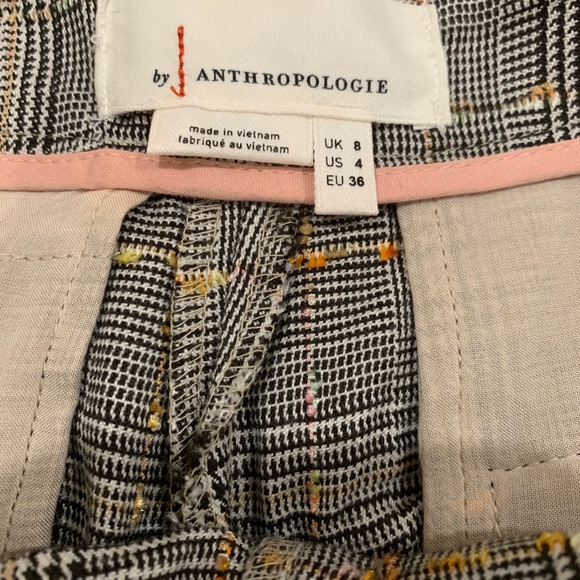 by ANTHROPOLOGIE
made in vietnam
fabriqué au vietnam
UK 8
US 4
EU 36